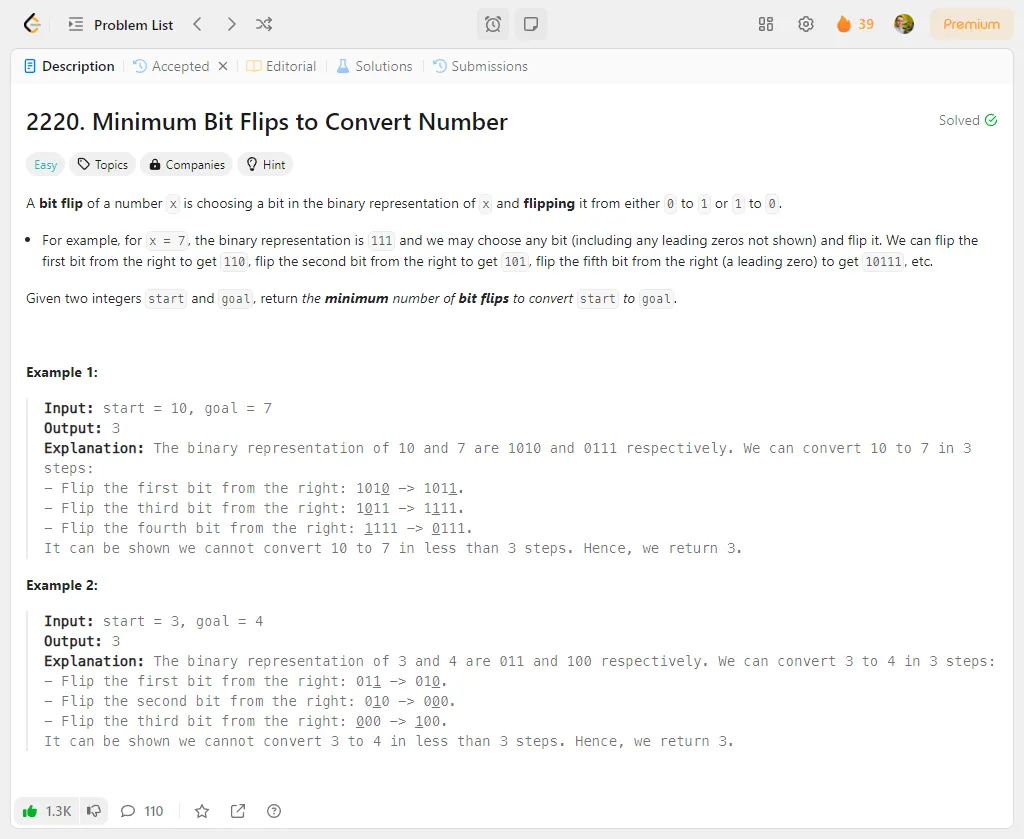 Problem List
39
Premium
Description
Accepted
Editorial
Solutions
Submissions
2220. Minimum Bit Flips to Convert Number
Solved
Easy
Topics
Companies
Hint
A bit flip of a number x is choosing a bit in the binary representation of x and flipping it from either 0 to 1 or 1 to 0.
• For example, for x = 7, the binary representation is 111 and we may choose any bit (including any leading zeros not shown) and flip it. We can flip the
first bit from the right to get 110, flip the second bit from the right to get 101, flip the fifth bit from the right (a leading zero) to get 10111, etc.
Given two integers start and goal, return the minimum number of bit flips to convert start to goal.
Example 1:
Input: start = 10, goal = 7
Output: 3
Explanation: The binary representation of 10 and 7 are 1010 and 0111 respectively. We can convert 10 to 7 in 3
steps:
- Flip the first bit from the right: 1010 -> 1011.
- Flip the third bit from the right: 1011 -> 1111.
- Flip the fourth bit from the right: 1111 -> 0111.
It can be shown we cannot convert 10 to 7 in less than 3 steps. Hence, we return 3.
Example 2:
Input: start = 3, goal = 4
Output: 3
Explanation: The binary representation of 3 and 4 are 011 and 100 respectively. We can convert 3 to 4 in 3 steps:
- Flip the first bit from the right: 011 -> 010.
- Flip the second bit from the right: 010 -> 000.
- Flip the third bit from the right: 000 -> 100.
It can be shown we cannot convert 3 to 4 in less than 3 steps. Hence, we return 3.
1.3K
110